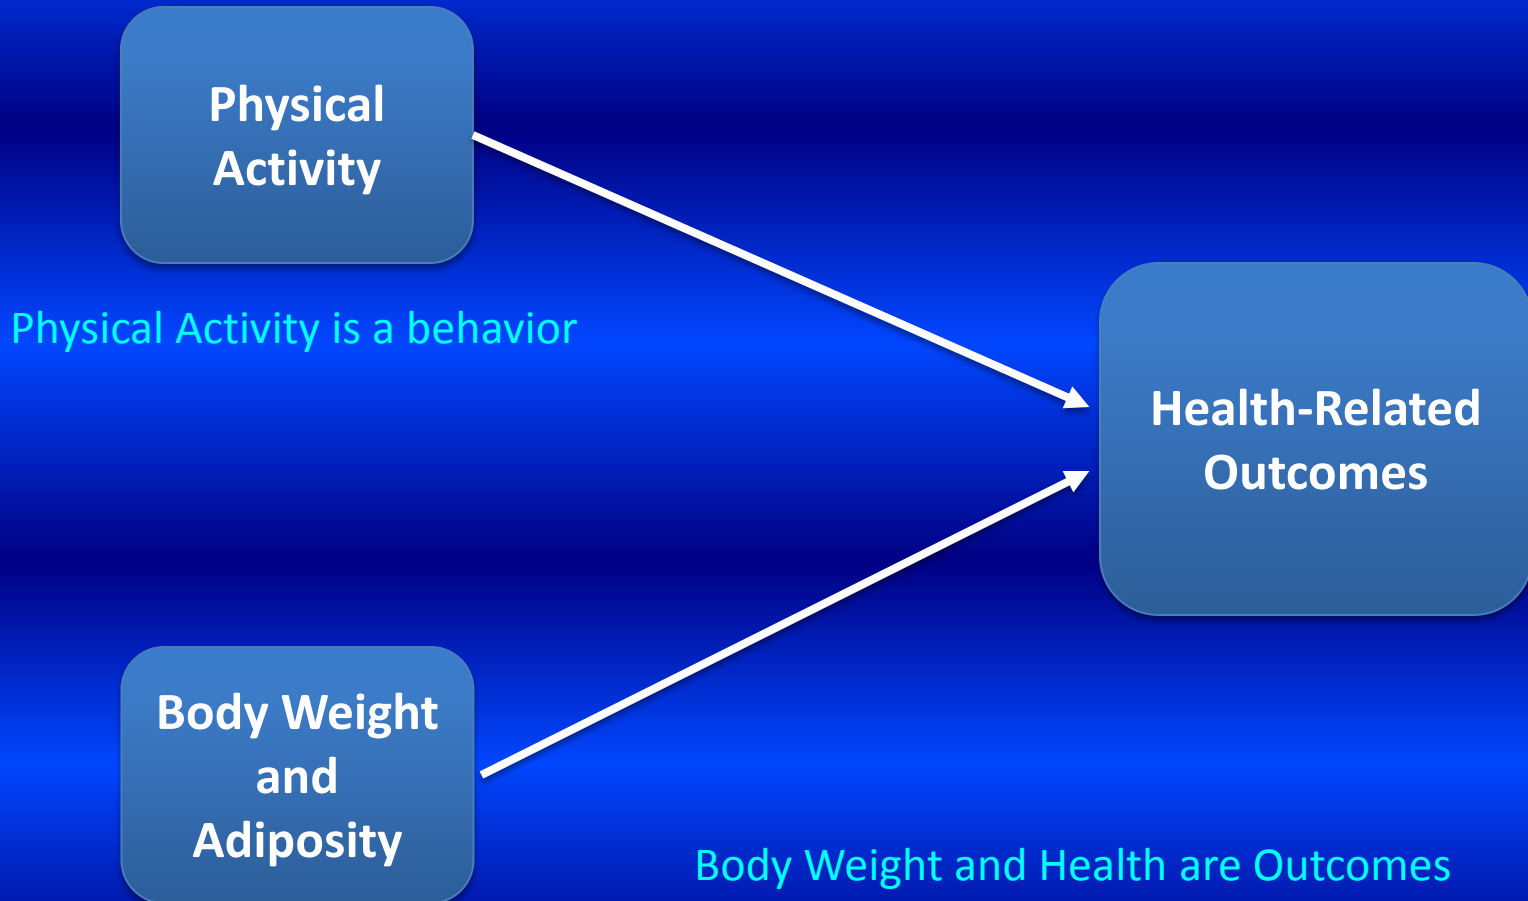 Physical
Activity
Physical Activity is a behavior
Health-Related
Outcomes
Body Weight
and
Adiposity
Body Weight and Health are Outcomes